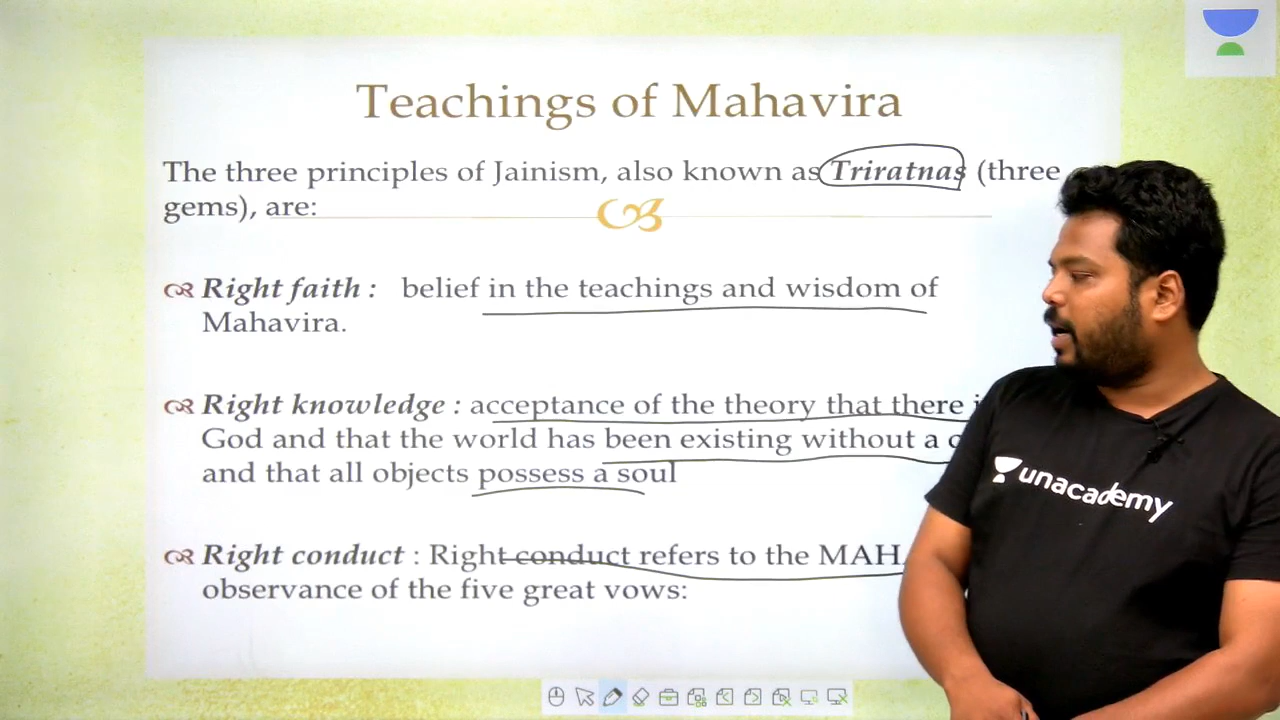 Teachings of Mahavira
The three principles of Jainism, also known as Triratnas (three
gems), are:
Right faith : belief in the teachings and wisdom of
Mahavira.
Right knowledge : acceptance of the theory that there
God and that the world has been existing without a
and that all objects possess a soul
Right conduct : Right conduct refers to the
observance of the five great vows:
unacademy